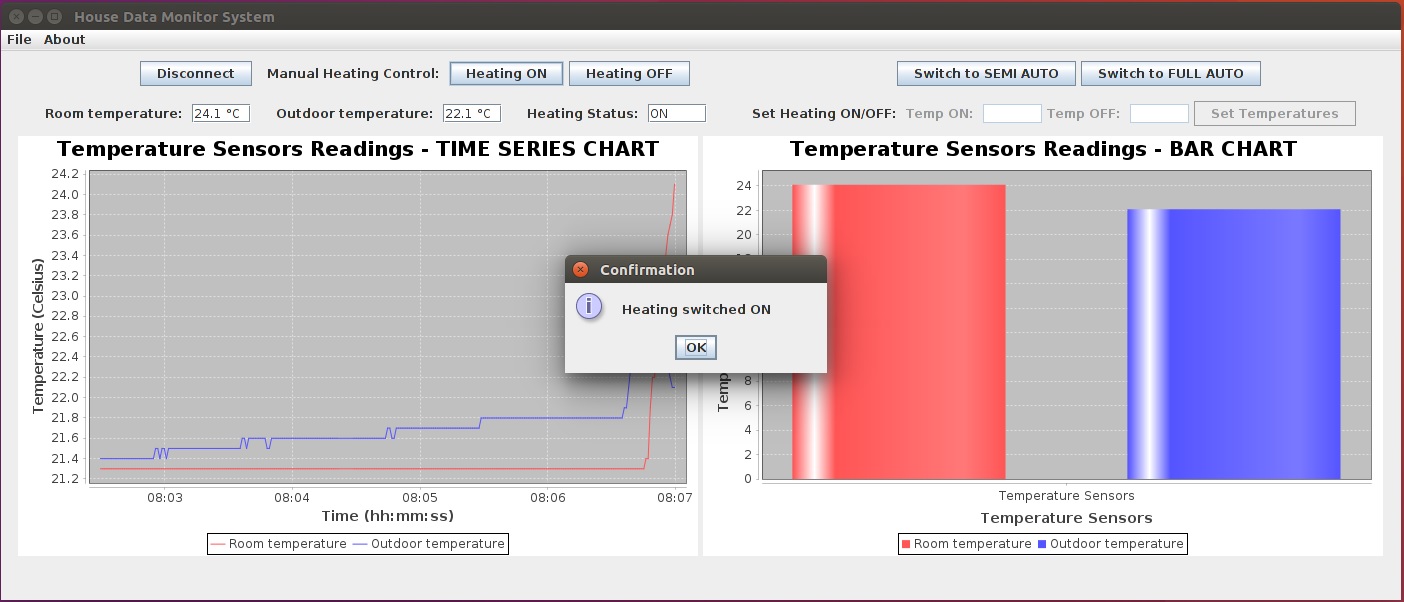 House Data Monitor System
File About
Disconnect Manual Heating Control: Heating ON Heating OFF Switch to SEMI AUTO Switch to FULL AUTO
Room temperature: 24.1 °C Outdoor temperature: 22.1 °C Heating Status: ON Set Heating ON/OFF: Temp ON: Temp OFF: Set Temperatures
Temperature Sensors Readings - TIME SERIES CHART
24.2
24.0
23.8
23.6
23.4
23.2
23.0
22.8
22.6
22.4
22.2
22.0
21.8
21.6
21.4
21.2
Temperature (Celsius)
08:03 08:04 08:05 08:06 08:07
Time (hh:mm:ss)
Room temperature Outdoor temperature
Confirmation
Heating switched ON
OK
Temperature Sensors Readings - BAR CHART
24
22
20
8
6
4
2
0
Temperature Sensors
Temperature Sensors
Room temperature Outdoor temperature